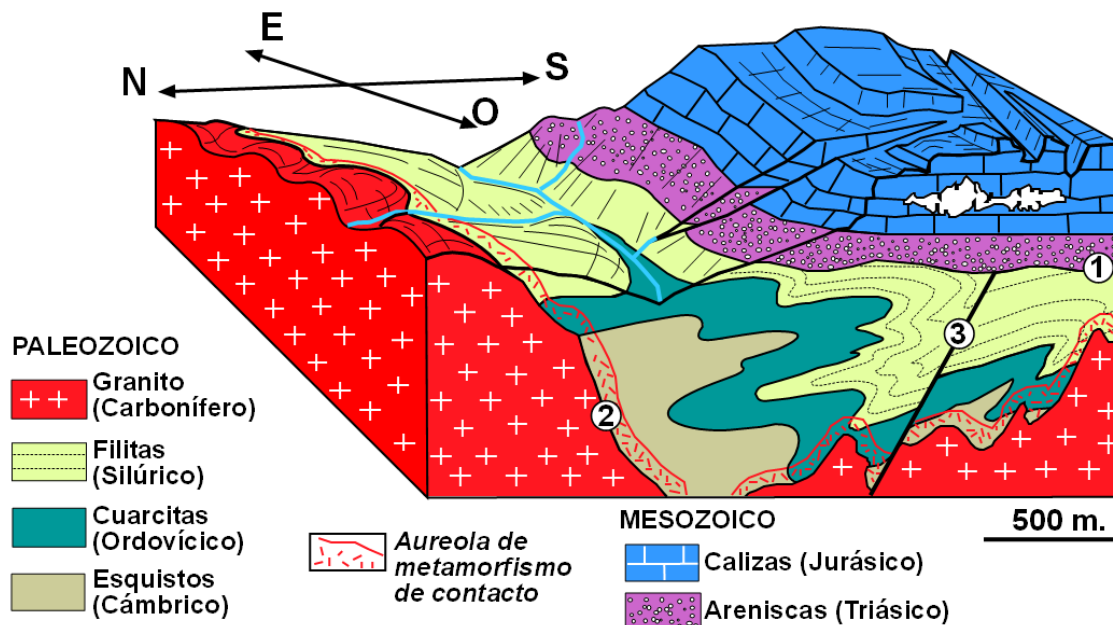 E
N
S
O
1
3
2
PALEOZOICO
Granito
(Carbonífero)
Filitas
(Silúrico)
Cuarcitas
(Ordovícico)
Esquistos
(Cámbrico)
Aureola de
metamorfismo
de contacto
MESOZOICO
500 m.
Calizas (Jurásico)
Areniscas (Triásico)